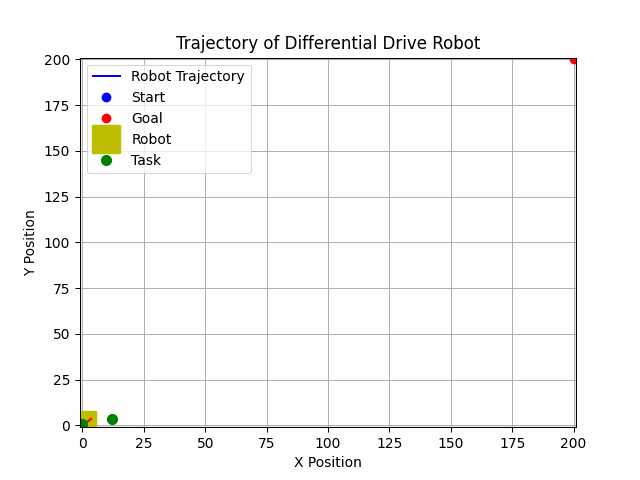 Trajectory of Differential Drive Robot
Robot Trajectory
Start
Goal
Robot
Task
200
175
150
125
100
75
50
25
0
Y Position
0 25 50 75 100 125 150 175 200
X Position